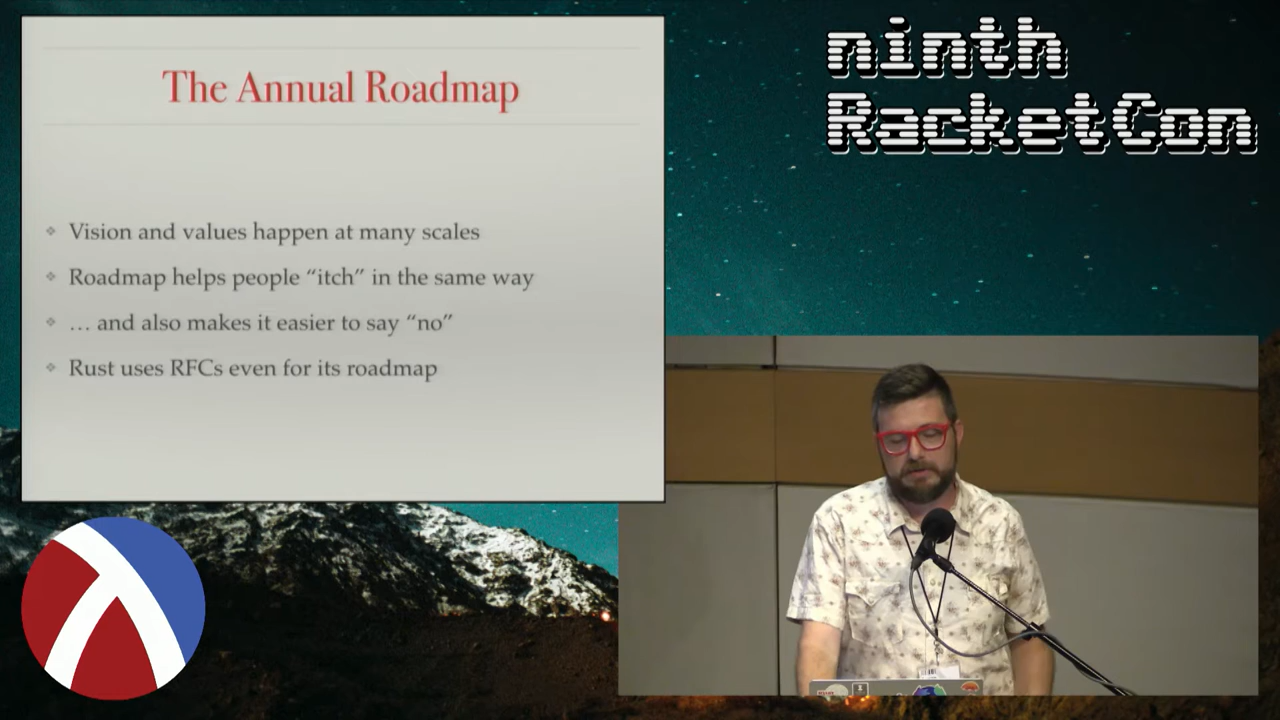 The Annual Roadmap
Vision and values happen at many scales
Roadmap helps people “itch” in the same way
… and also makes it easier to say “no”
Rust uses RFCs even for its roadmap
ninth
RacketCon